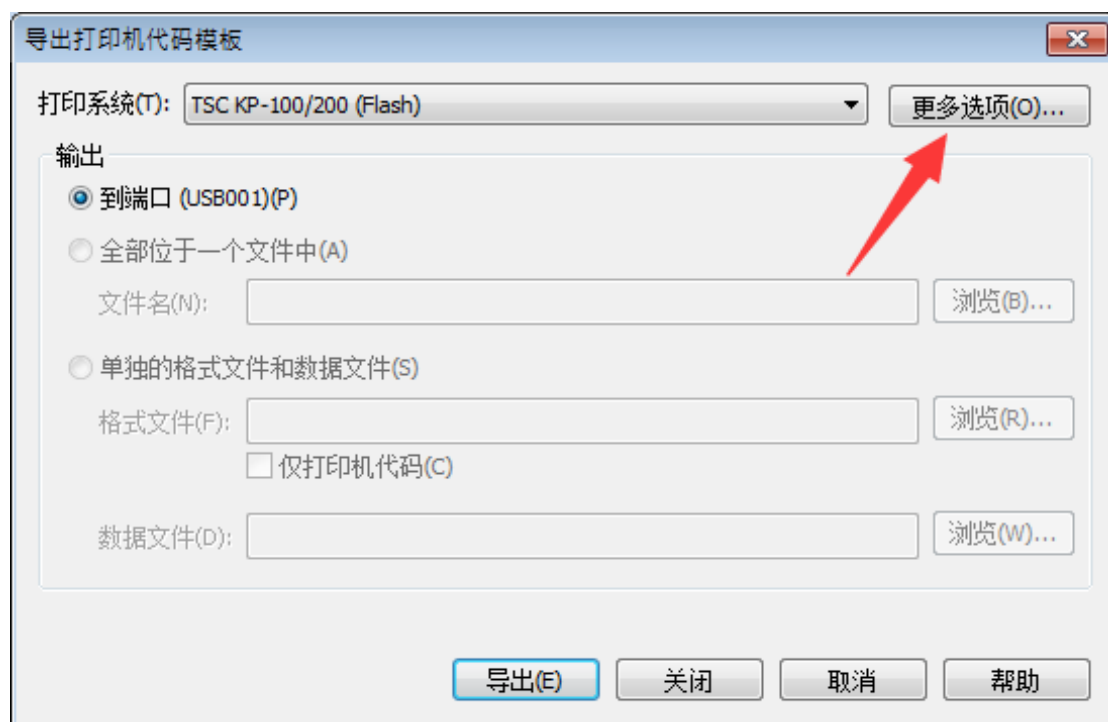 导出打印机代码模板
打印系统(T): TSC KP-100/200 (Flash) 更多选项(O)...
输出
到端口 (USB001)(P)
全部位于一个文件中(A)
文件名(N): 浏览(B)...
单独的格式文件和数据文件(S)
格式文件(F): 浏览(R)...
仅打印机代码(C)
数据文件(D): 浏览(W)...
导出(E) 关闭 取消 帮助